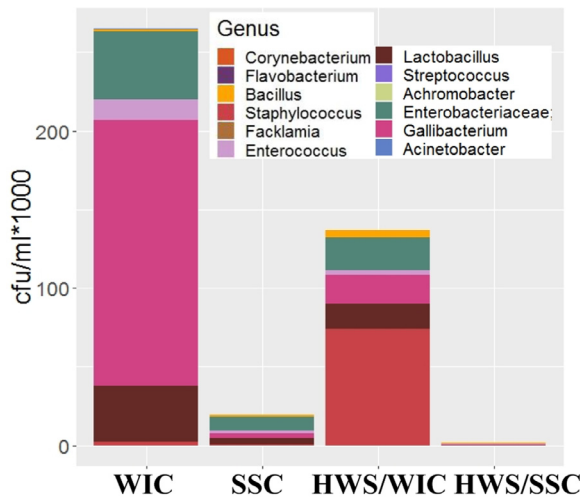 Genus
Corynebacterium
Flavobacterium
Bacillus
Staphylococcus
Facklamia
Enterococcus
Lactobacillus
Streptococcus
Achromobacter
Enterobacteriaceae;
Gallibacterium
Acinetobacter
cfu/ml*1000
200
100
0
WIC SSC HWS/WIC HWS/SSC